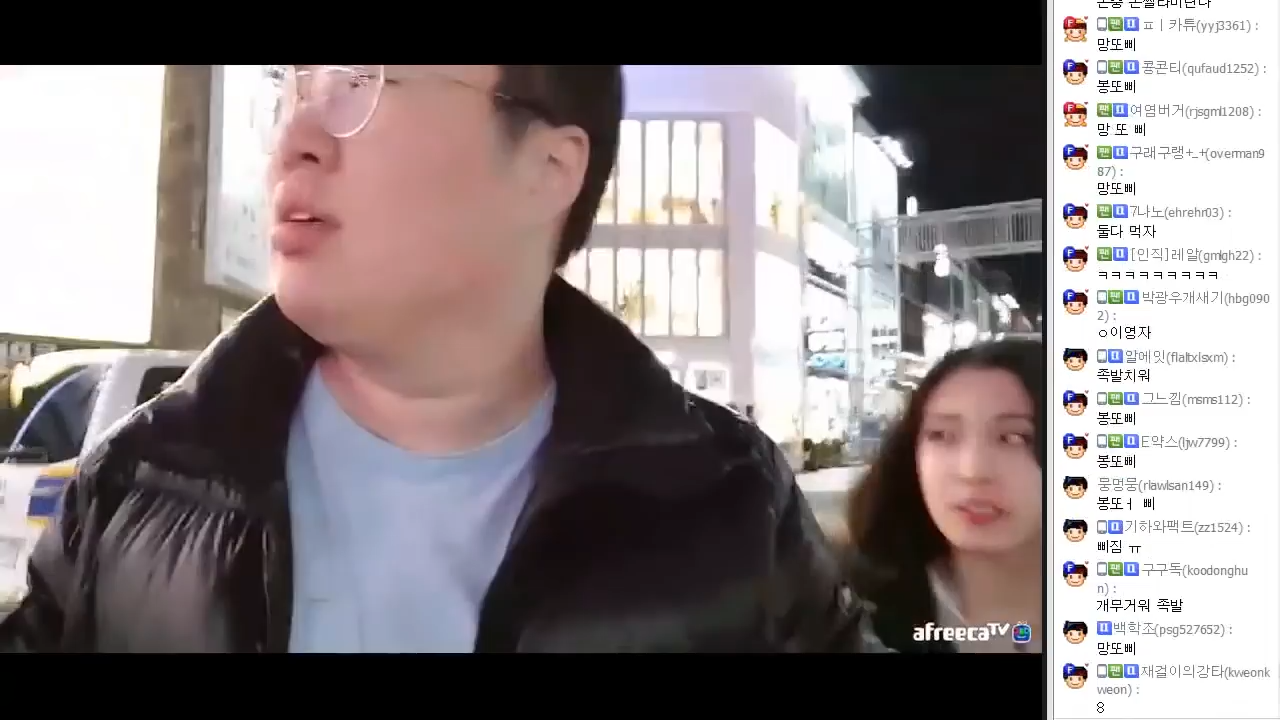 ㅍㅣ카튜(yyj3361) :
망또삐
콩콘티(qufaud1252) :
봉또삐
여염버거(rjsgml1208) :
망 또 삐
구래구랭+_+(overman9
87) :
망또삐
7나노(ehrehr03) :
둘다 먹자
[인직]레알(gmlgh22) :
ㅋㅋㅋㅋㅋㅋㅋㅋㅋ
박광우개새기(hbg090
2) :
ㅇ이영자
알에잇(flaltxlsxm) :
족발치워
그느낌(msms112) :
봉또삐
E약스(ljw7799) :
봉또삐
뭉멍뭉(rlawlsan149) :
봉또ㅓ 삐
기하와팩트(zz1524) :
삐짐 ㅠ
구구독(koodonghu
n) :
개무거워 족발
afreecaTV
백학조(psg527652) :
망또삐
재걸이의강타(kweonk
weon) :
8